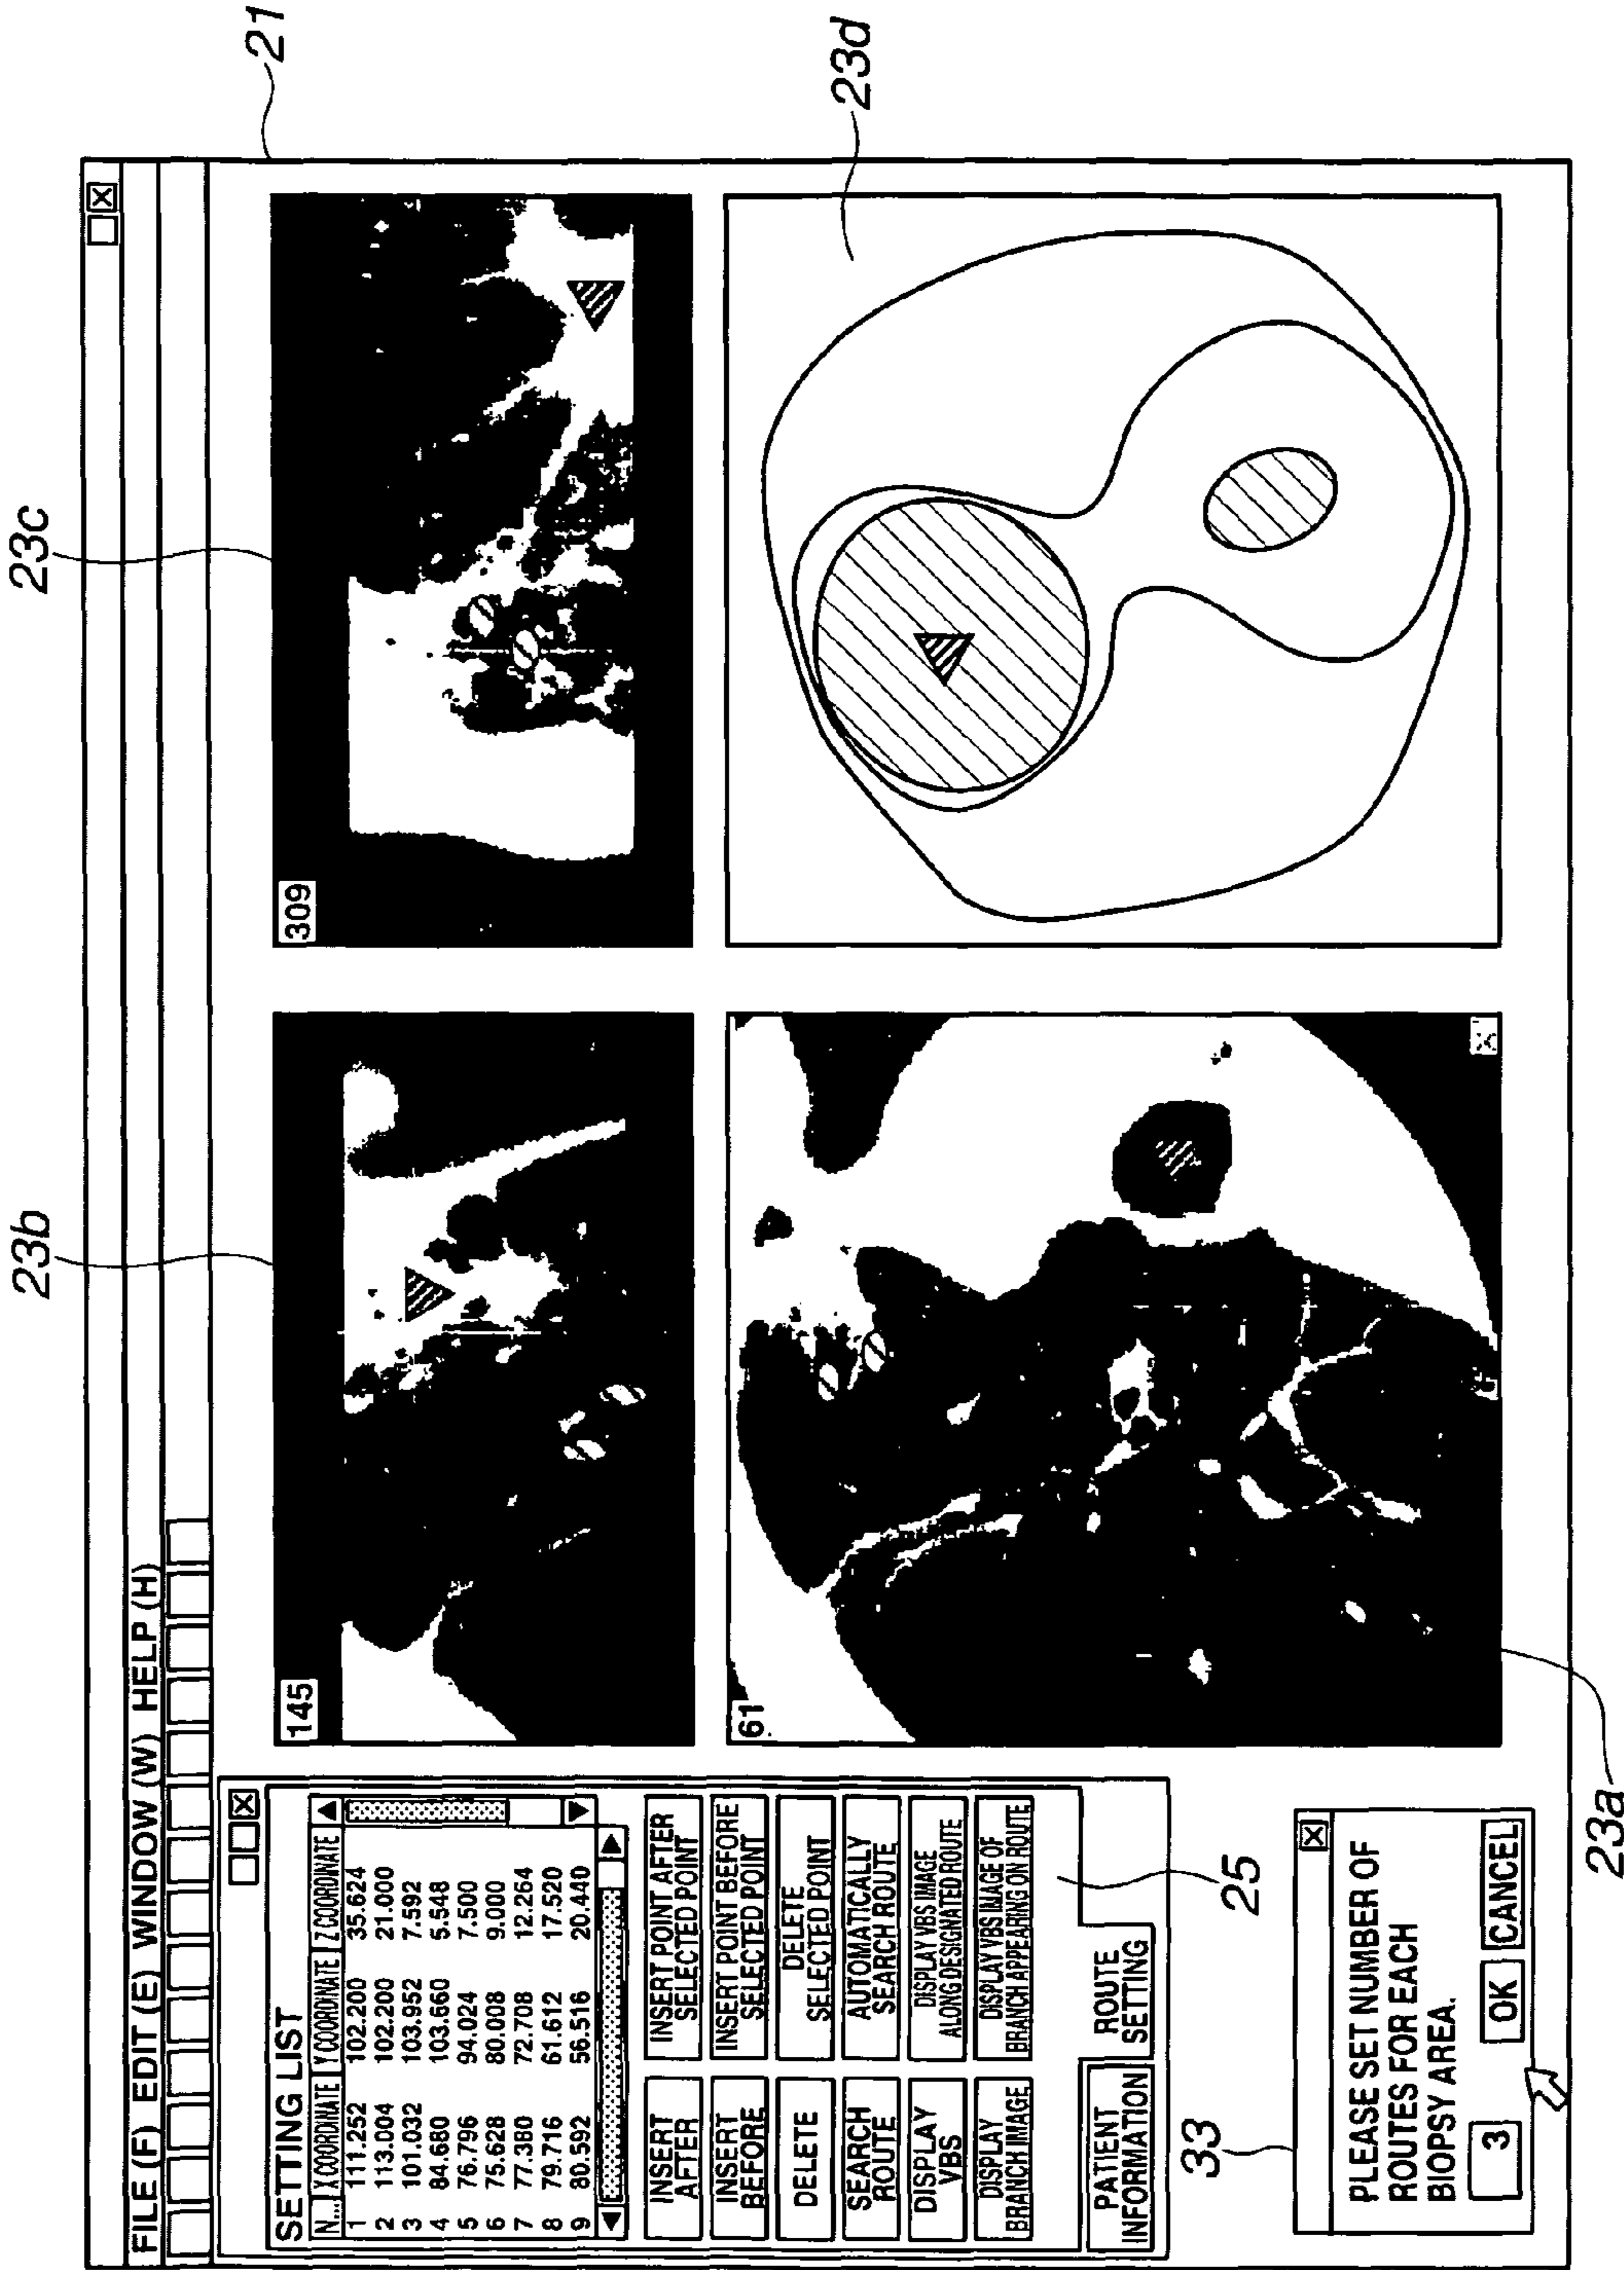 FILE (F) EDIT (E) WINDOW (W) HELP (H)
SETTING LIST
N... X COORDINATE Y COORDINATE Z COORDINATE
1 111.252 102.200 35.624
2 113.004 102.200 21.000
3 101.032 103.952 7.592
4 84.680 103.660 5.548
5 76.796 94.024 7.500
6 75.628 80.008 9.000
7 77.380 72.708 12.264
8 79.716 61.612 17.520
9 80.592 56.516 20.440
INSERT AFTER
INSERT POINT AFTER SELECTED POINT
INSERT BEFORE
INSERT POINT BEFORE SELECTED POINT
DELETE
DELETE SELECTED POINT
SEARCH ROUTE
AUTOMATICALLY SEARCH ROUTE
DISPLAY VBS
DISPLAY VBS IMAGE ALONG DESIGNATED ROUTE
DISPLAY BRANCH IMAGE
DISPLAY VBS IMAGE OF BRANCH APPEARING ON ROUTE
PATIENT INFORMATION
ROUTE SETTING
25
33
PLEASE SET NUMBER OF
ROUTES FOR EACH
BIOPSY AREA.
3
OK
CANCEL
145
23b
309
23c
21
61
23a
23d